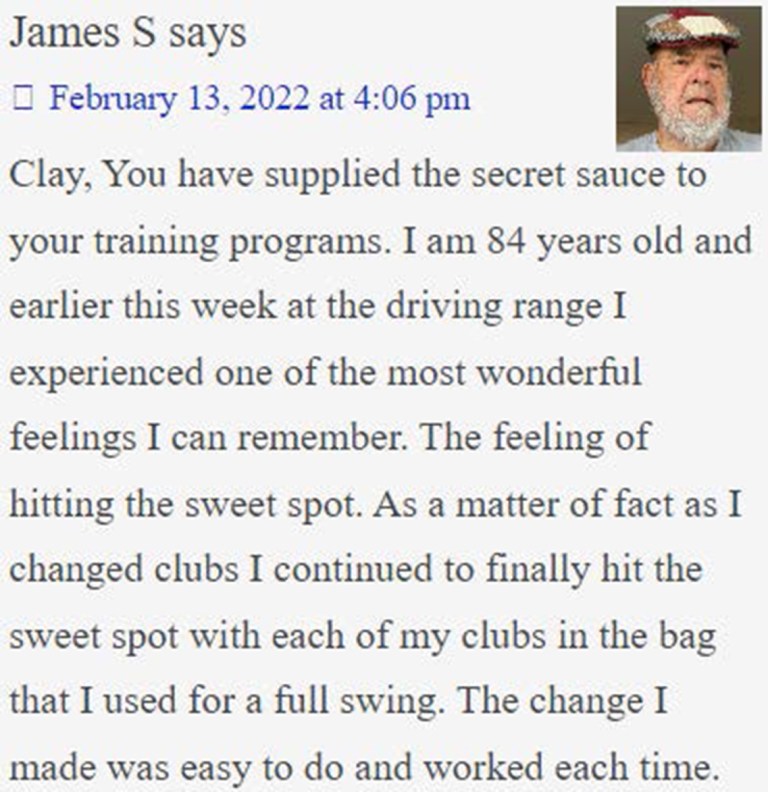 James S says
February 13, 2022 at 4:06 pm
Clay, You have supplied the secret sauce to
your training programs. I am 84 years old and
earlier this week at the driving range I
experienced one of the most wonderful
feelings I can remember. The feeling of
hitting the sweet spot. As a matter of fact as I
changed clubs I continued to finally hit the
sweet spot with each of my clubs in the bag
that I used for a full swing. The change I
made was easy to do and worked each time.